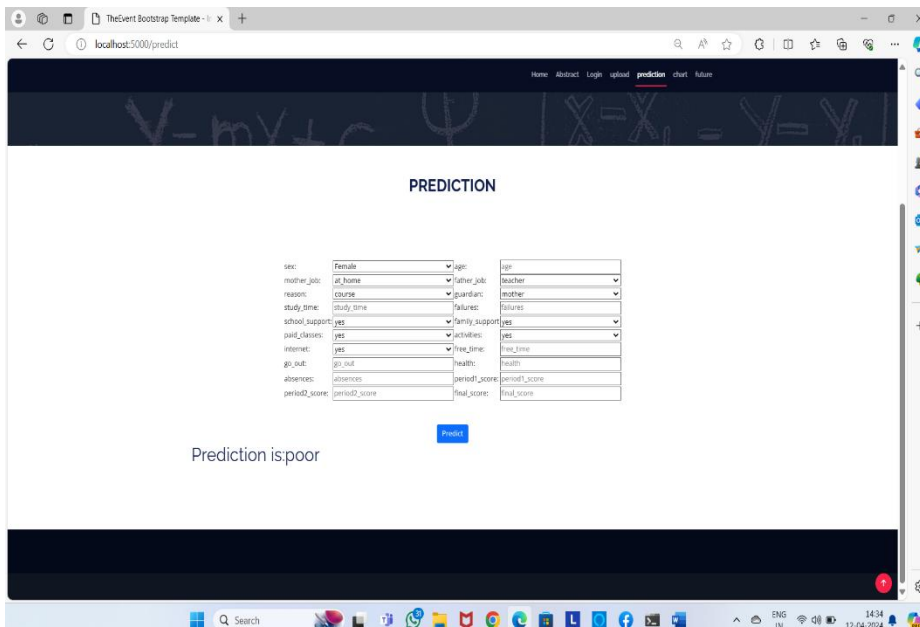 TheEvent Bootstrap Template - I
localhost:5000/predict
Home Abstract Login upload prediction chart future
PREDICTION
sex: Female age: age
mother_job: at_home father_job: teacher
reason: course guardian: mother
study_time: study_time failures: failures
school_support: yes family_support yes
paid_classes: yes activities: yes
internet: yes free_time: free_time
go_out: go_out health: health
absences: absences period1_score: period1_score
period2_score: period2_score final_score: final_score
Predict
Prediction is:poor
Search
ENG
IN
14:34
12-04-2024